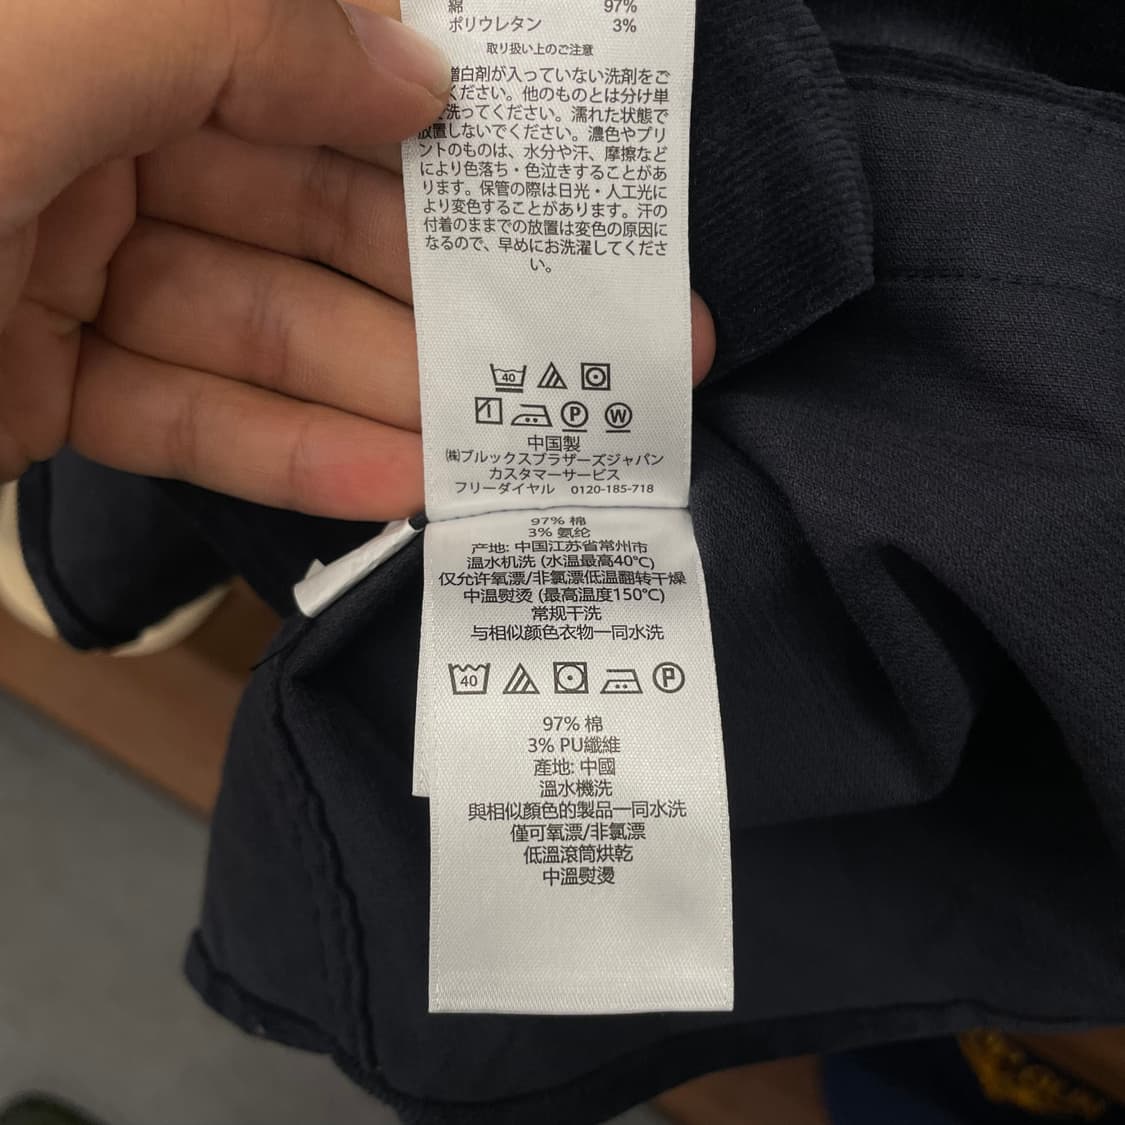 綿 97%
ポリウレタン 3%
取り扱い上のご注意
増白剤が入っていない洗剤をご
ください。他のものとは分け単
洗ってください。濡れた状態で
放置しないでください。濃色やプリ
ントのものは、水分や汗、摩擦など
により色落ち・色泣きすることがあ
ります。保管の際は日光・人工光に
より変色することがあります。汗の
付着のままでの放置は変色の原因に
なるので、早めにお洗濯してくださ
い。
40
P W
中国製
㈱ブルックスブラザーズジャパン
カスタマーサービス
フリーダイヤル 0120-185-718
97% 棉
3% 氨纶
产地: 中国江苏省常州市
温水机洗 (水温最高40℃)
仅允许氧漂/非氯漂低温翻转干燥
中温熨烫 (最高温度150℃)
常规干洗
与相似颜色衣物一同水洗
40 P
97% 棉
3% PU纖維
產地: 中國
溫水機洗
與相似顏色的製品一同水洗
僅可氧漂/非氯漂
低溫滾筒烘乾
中溫熨燙